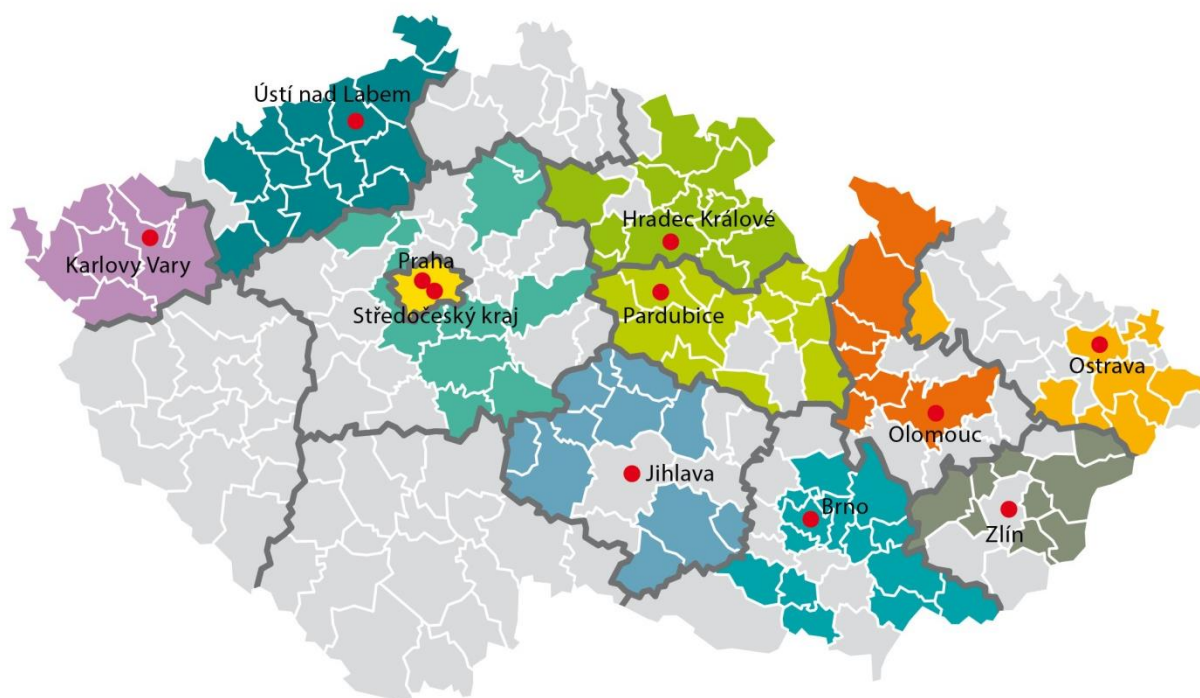 Ústí nad Labem
Hradec Králové
Karlovy Vary
Praha
Středočeský kraj
Pardubice
Ostrava
Olomouc
Jihlava
Brno
Zlín